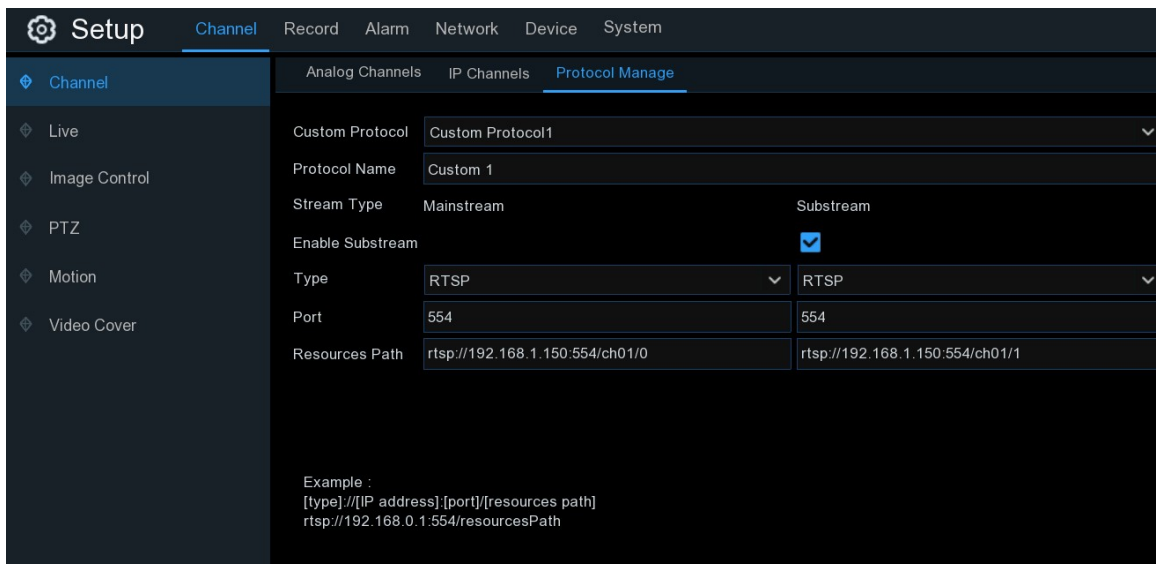 Setup Channel Record Alarm Network Device System
Channel
Live
Image Control
PTZ
Motion
Video Cover
Analog Channels IP Channels Protocol Manage
Custom Protocol Custom Protocol1
Protocol Name Custom 1
Stream Type Mainstream Substream
Enable Substream
Type RTSP RTSP
Port 554 554
Resources Path rtsp://192.168.1.150:554/ch01/0 rtsp://192.168.1.150:554/ch01/1
Example :
[type]://[IP address]:[port]/[resources path]
rtsp://192.168.0.1:554/resourcesPath